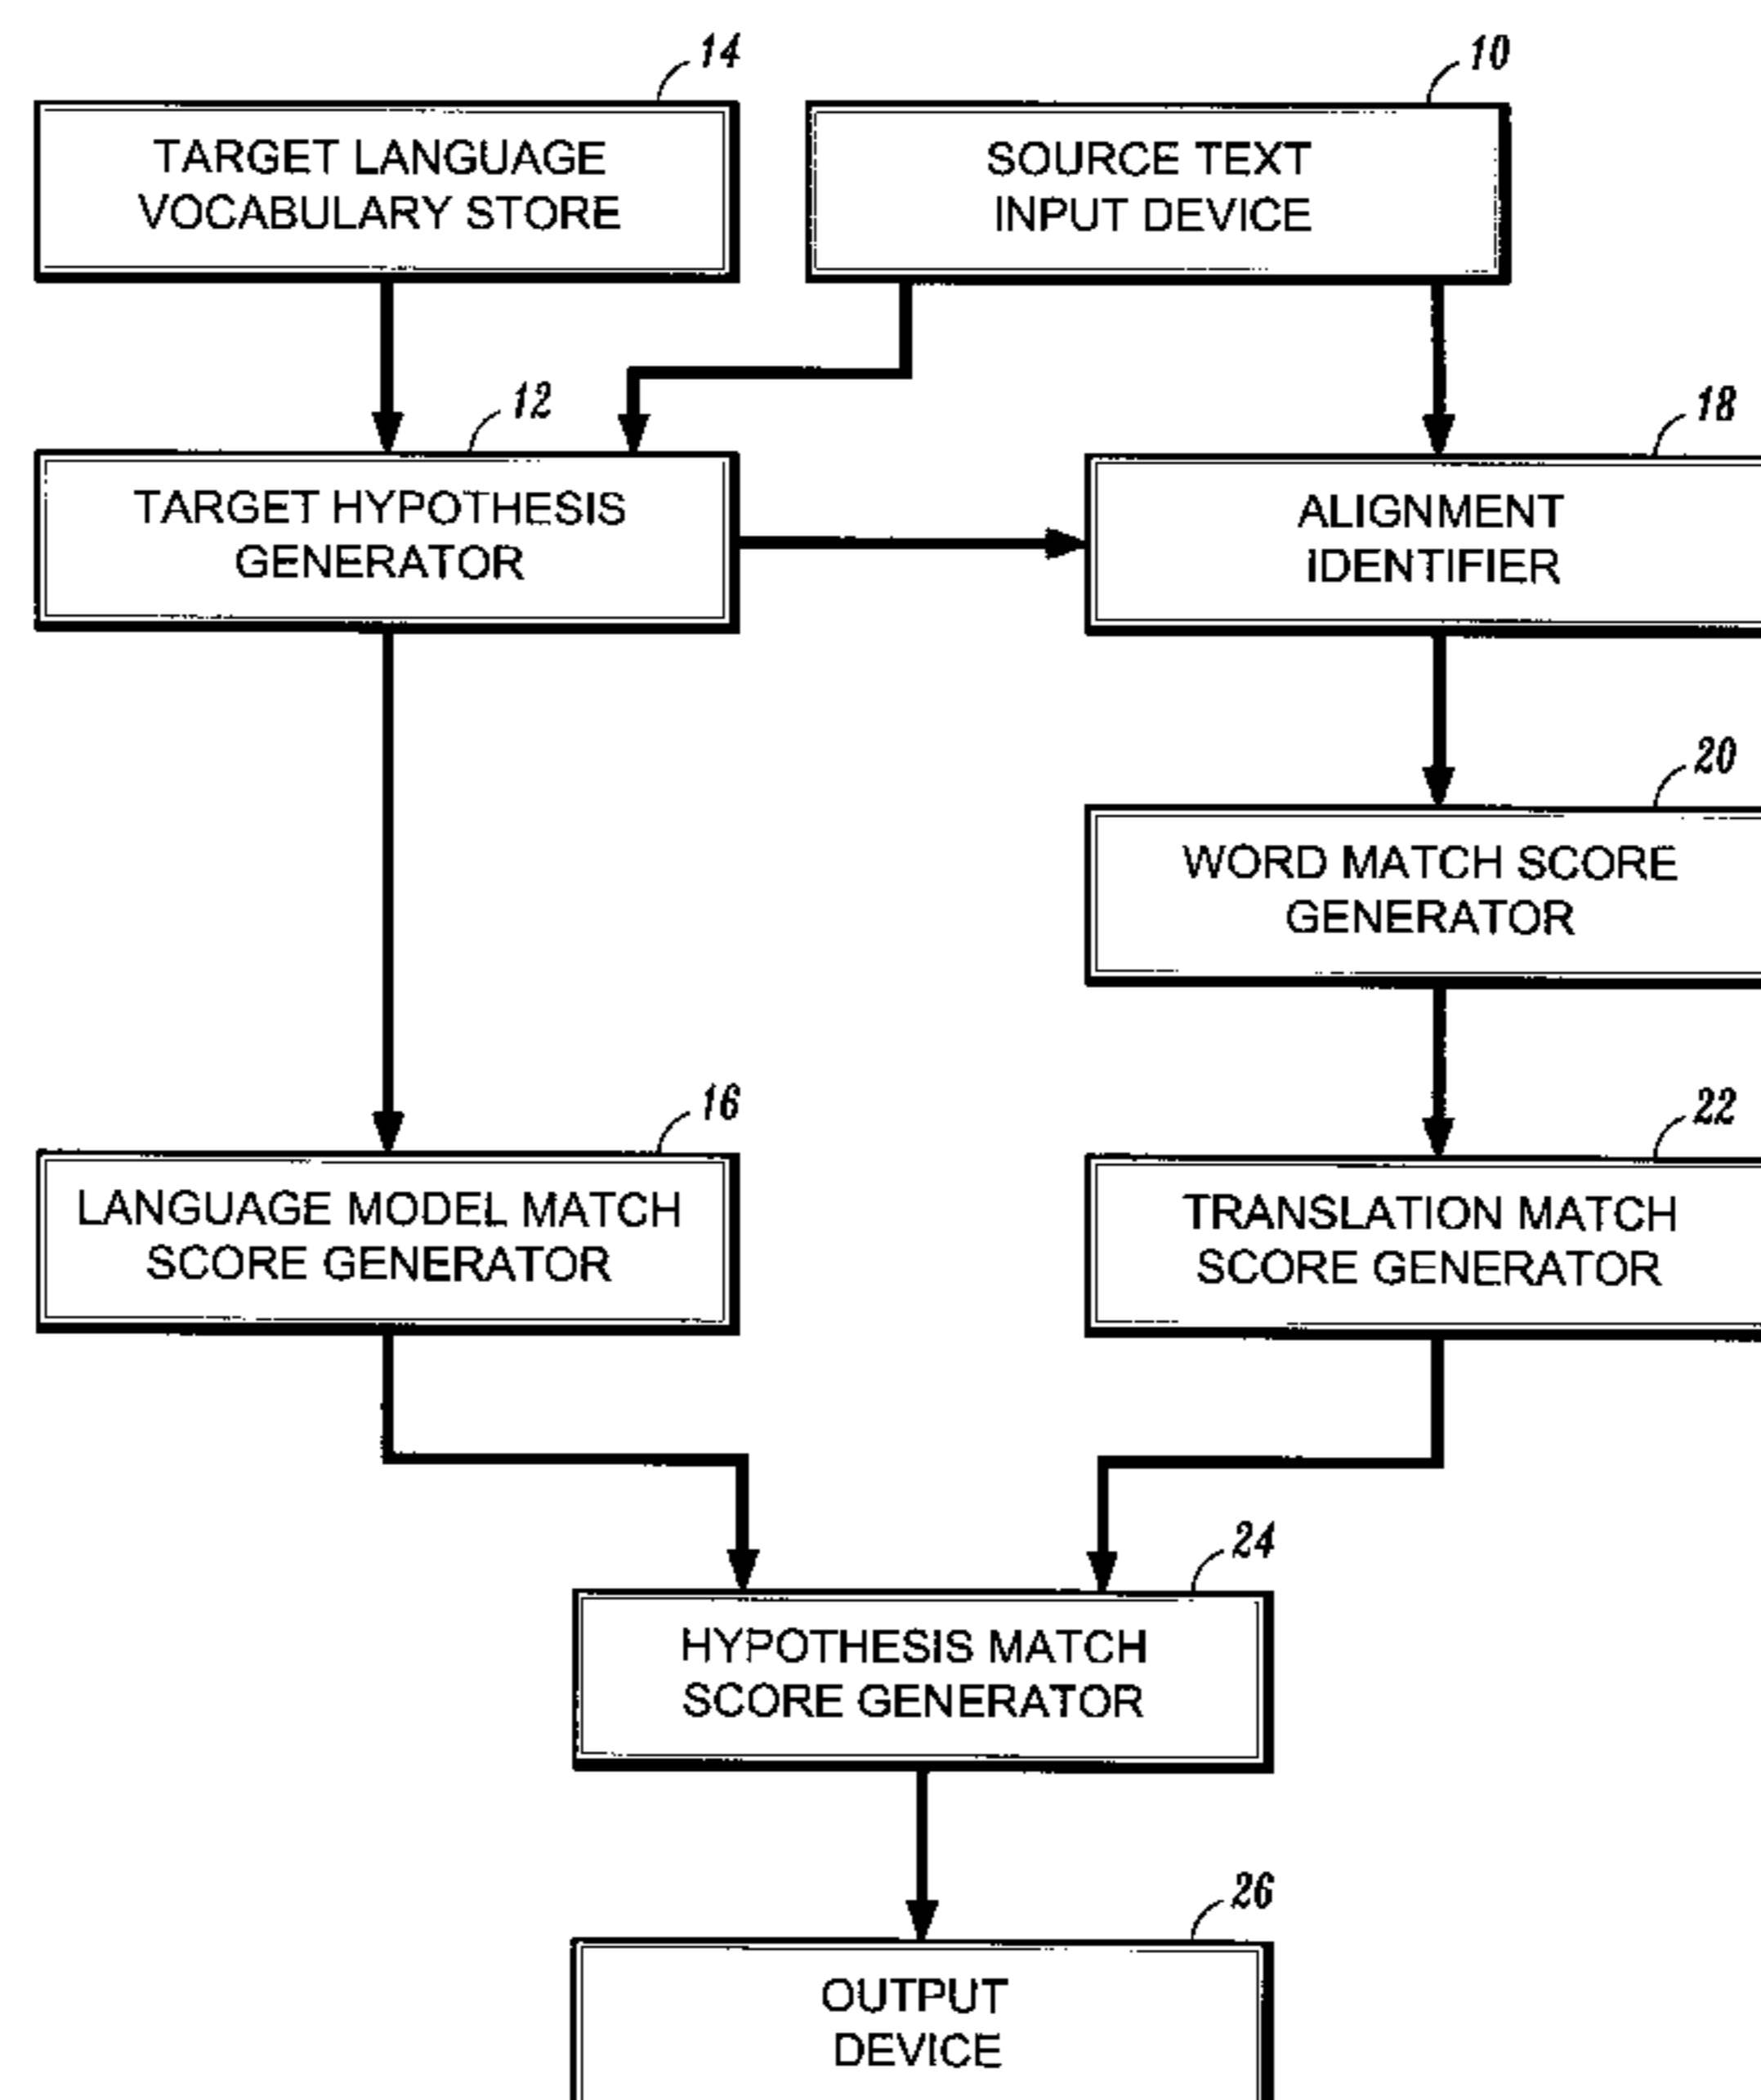 14
TARGET LANGUAGE
VOCABULARY STORE
10
SOURCE TEXT
INPUT DEVICE
12
TARGET HYPOTHESIS
GENERATOR
18
ALIGNMENT
IDENTIFIER
20
WORD MATCH SCORE
GENERATOR
16
LANGUAGE MODEL MATCH
SCORE GENERATOR
22
TRANSLATION MATCH
SCORE GENERATOR
24
HYPOTHESIS MATCH
SCORE GENERATOR
26
OUTPUT
DEVICE